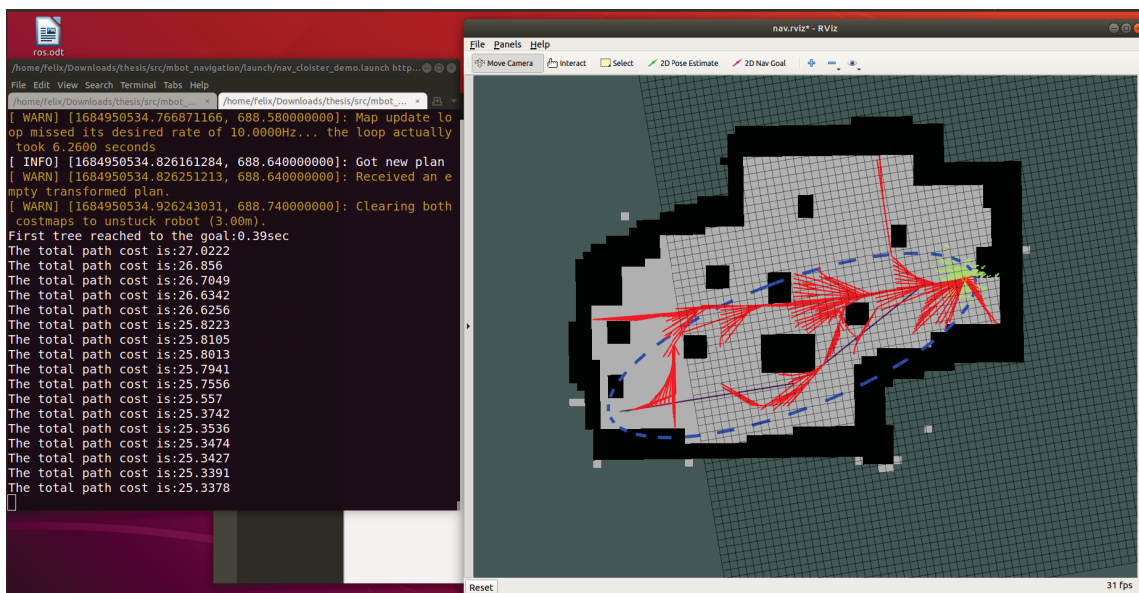 ros.odt
/home/felix/Downloads/thesis/src/mbot_navigation/launch/nav_cloister_demo.launch http...
File Edit View Search Terminal Tabs Help
/home/felix/Downloads/thesis/src/mbot_... × /home/felix/Downloads/thesis/src/mbot_... ×
[ WARN] [1684950534.766871166, 688.580000000]: Map update lo
op missed its desired rate of 10.0000Hz... the loop actually
 took 6.2600 seconds
[ INFO] [1684950534.826161284, 688.640000000]: Got new plan
[ WARN] [1684950534.826251213, 688.640000000]: Received an e
mpty transformed plan.
[ WARN] [1684950534.926243031, 688.740000000]: Clearing both
 costmaps to unstuck robot (3.00m).
First tree reached to the goal:0.39sec
The total path cost is:27.0222
The total path cost is:26.856
The total path cost is:26.7049
The total path cost is:26.6342
The total path cost is:26.6256
The total path cost is:25.8223
The total path cost is:25.8105
The total path cost is:25.8013
The total path cost is:25.7941
The total path cost is:25.7556
The total path cost is:25.557
The total path cost is:25.3742
The total path cost is:25.3536
The total path cost is:25.3474
The total path cost is:25.3427
The total path cost is:25.3391
The total path cost is:25.3378
nav.rviz* - RViz
File Panels Help
Move Camera Interact Select 2D Pose Estimate 2D Nav Goal
Reset 31 fps